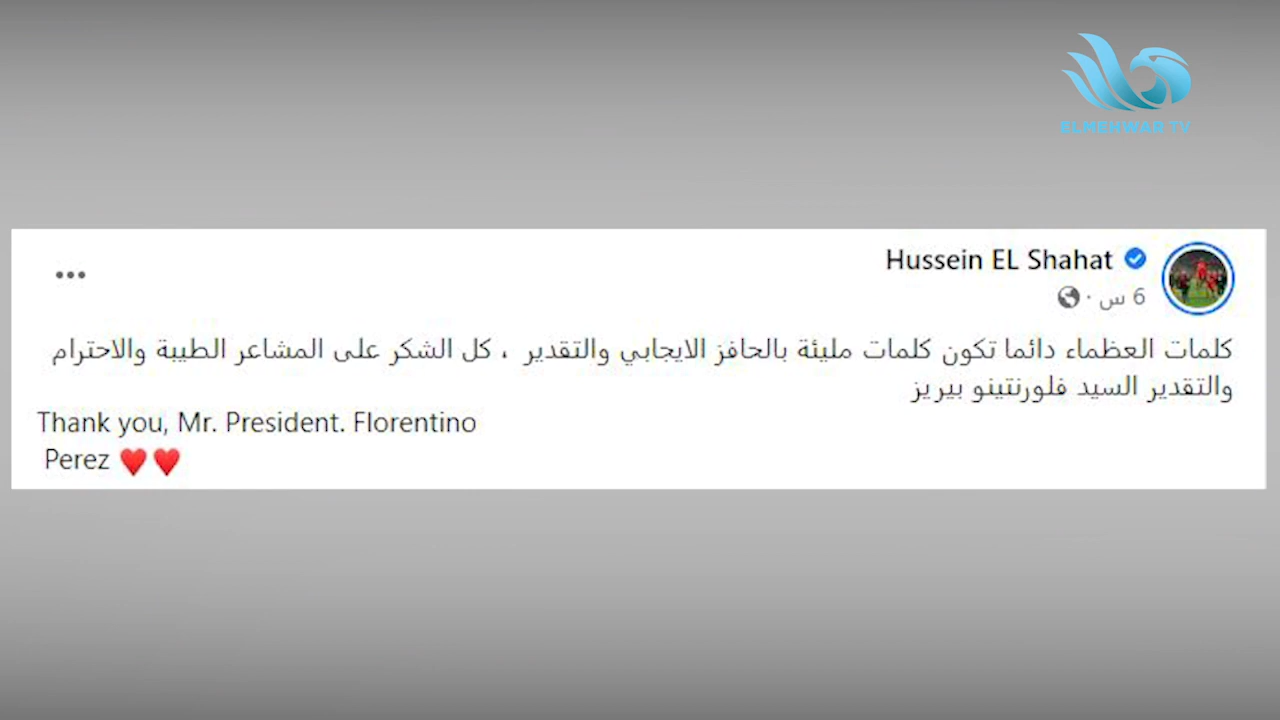 ELMEHWAR TV
Hussein EL Shahat
6 س ·
كلمات العظماء دائما تكون كلمات مليئة بالحافز الايجابي والتقدير ، كل الشكر على المشاعر الطيبة والاحترام
والتقدير السيد فلورنتينو بيريز
Thank you, Mr. President. Florentino
Perez ♥️♥️